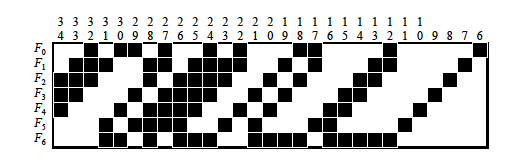 3 3 3 3 3 2 2 2 2 2 2 2 2 2 2 1 1 1 1 1 1 1 1 1 1
4 3 2 1 0 9 8 7 6 5 4 3 2 1 0 9 8 7 6 5 4 3 2 1 0 9 8 7 6
F₀
F₁
F₂
F₃
F₄
F₅
F₆